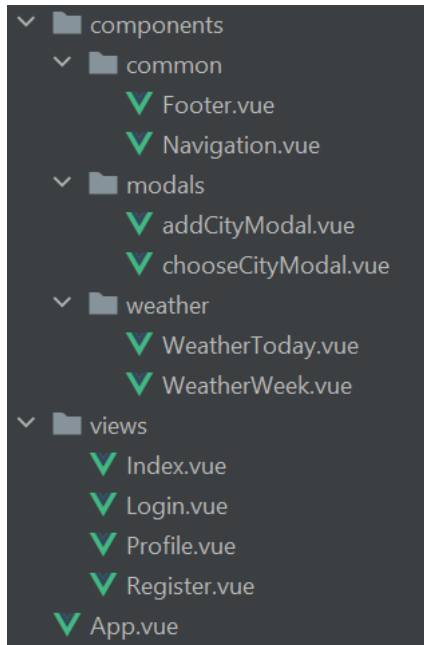 components
common
Footer.vue
Navigation.vue
modals
addCityModal.vue
chooseCityModal.vue
weather
WeatherToday.vue
WeatherWeek.vue
views
Index.vue
Login.vue
Profile.vue
Register.vue
App.vue